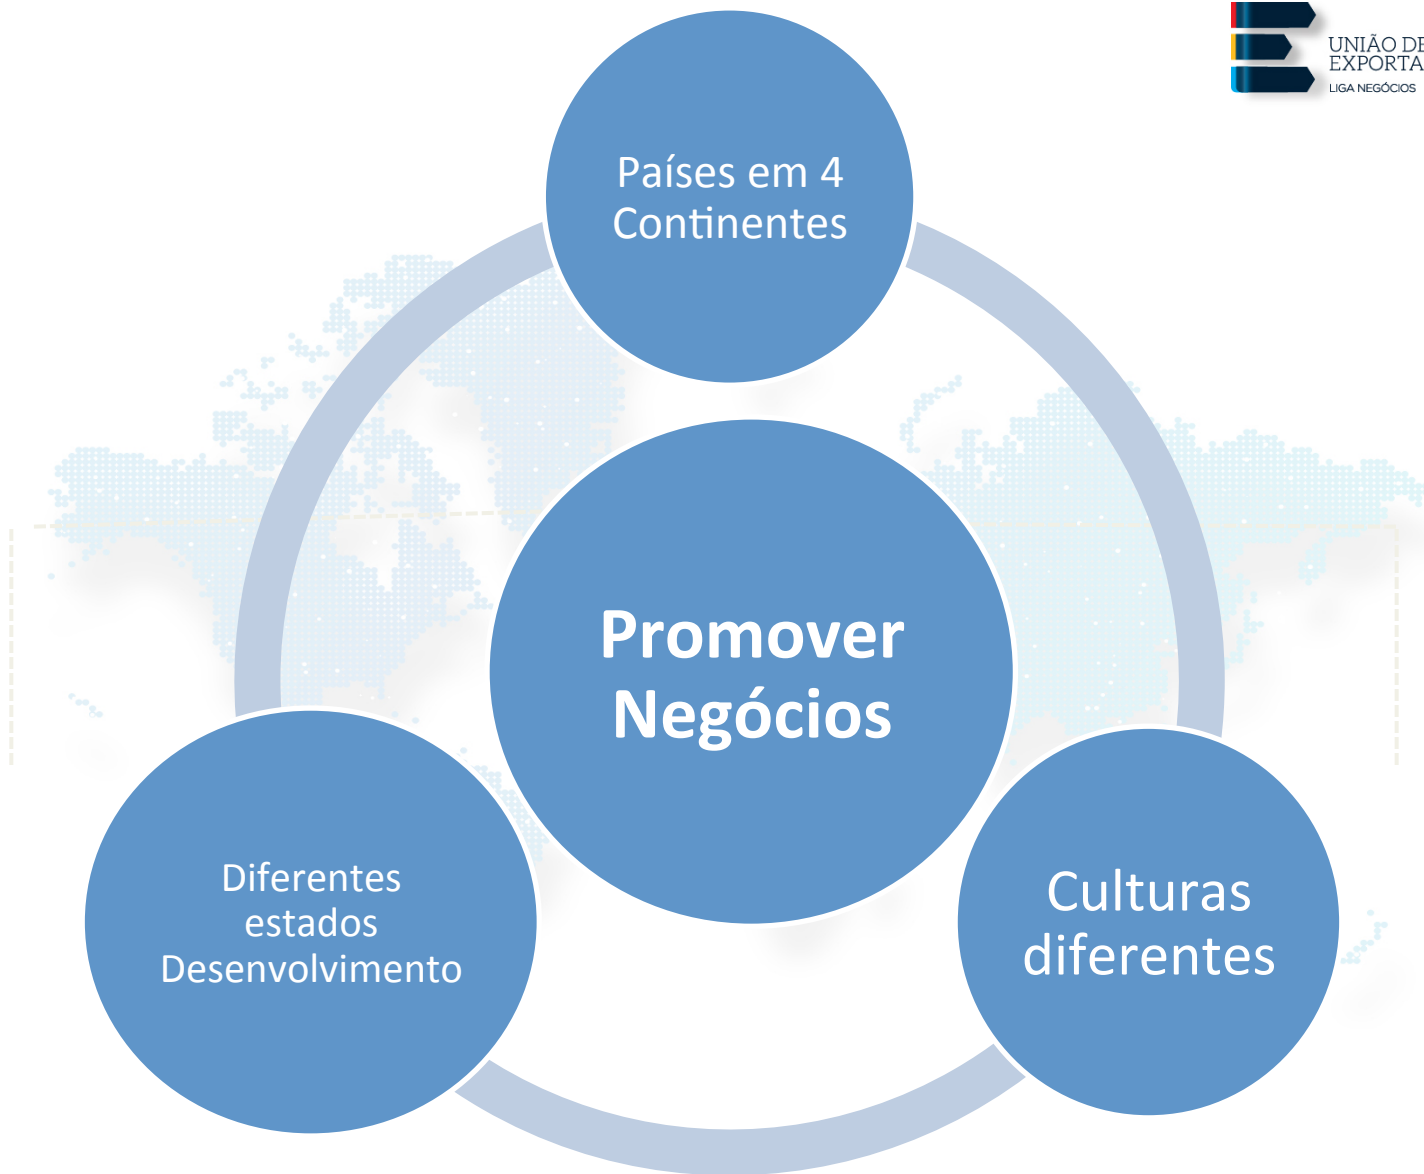 UNIÃO DE
EXPORTA
LIGA NEGÓCIOS
Países em 4
Continentes
Promover
Negócios
Diferentes
estados
Desenvolvimento
Culturas
diferentes